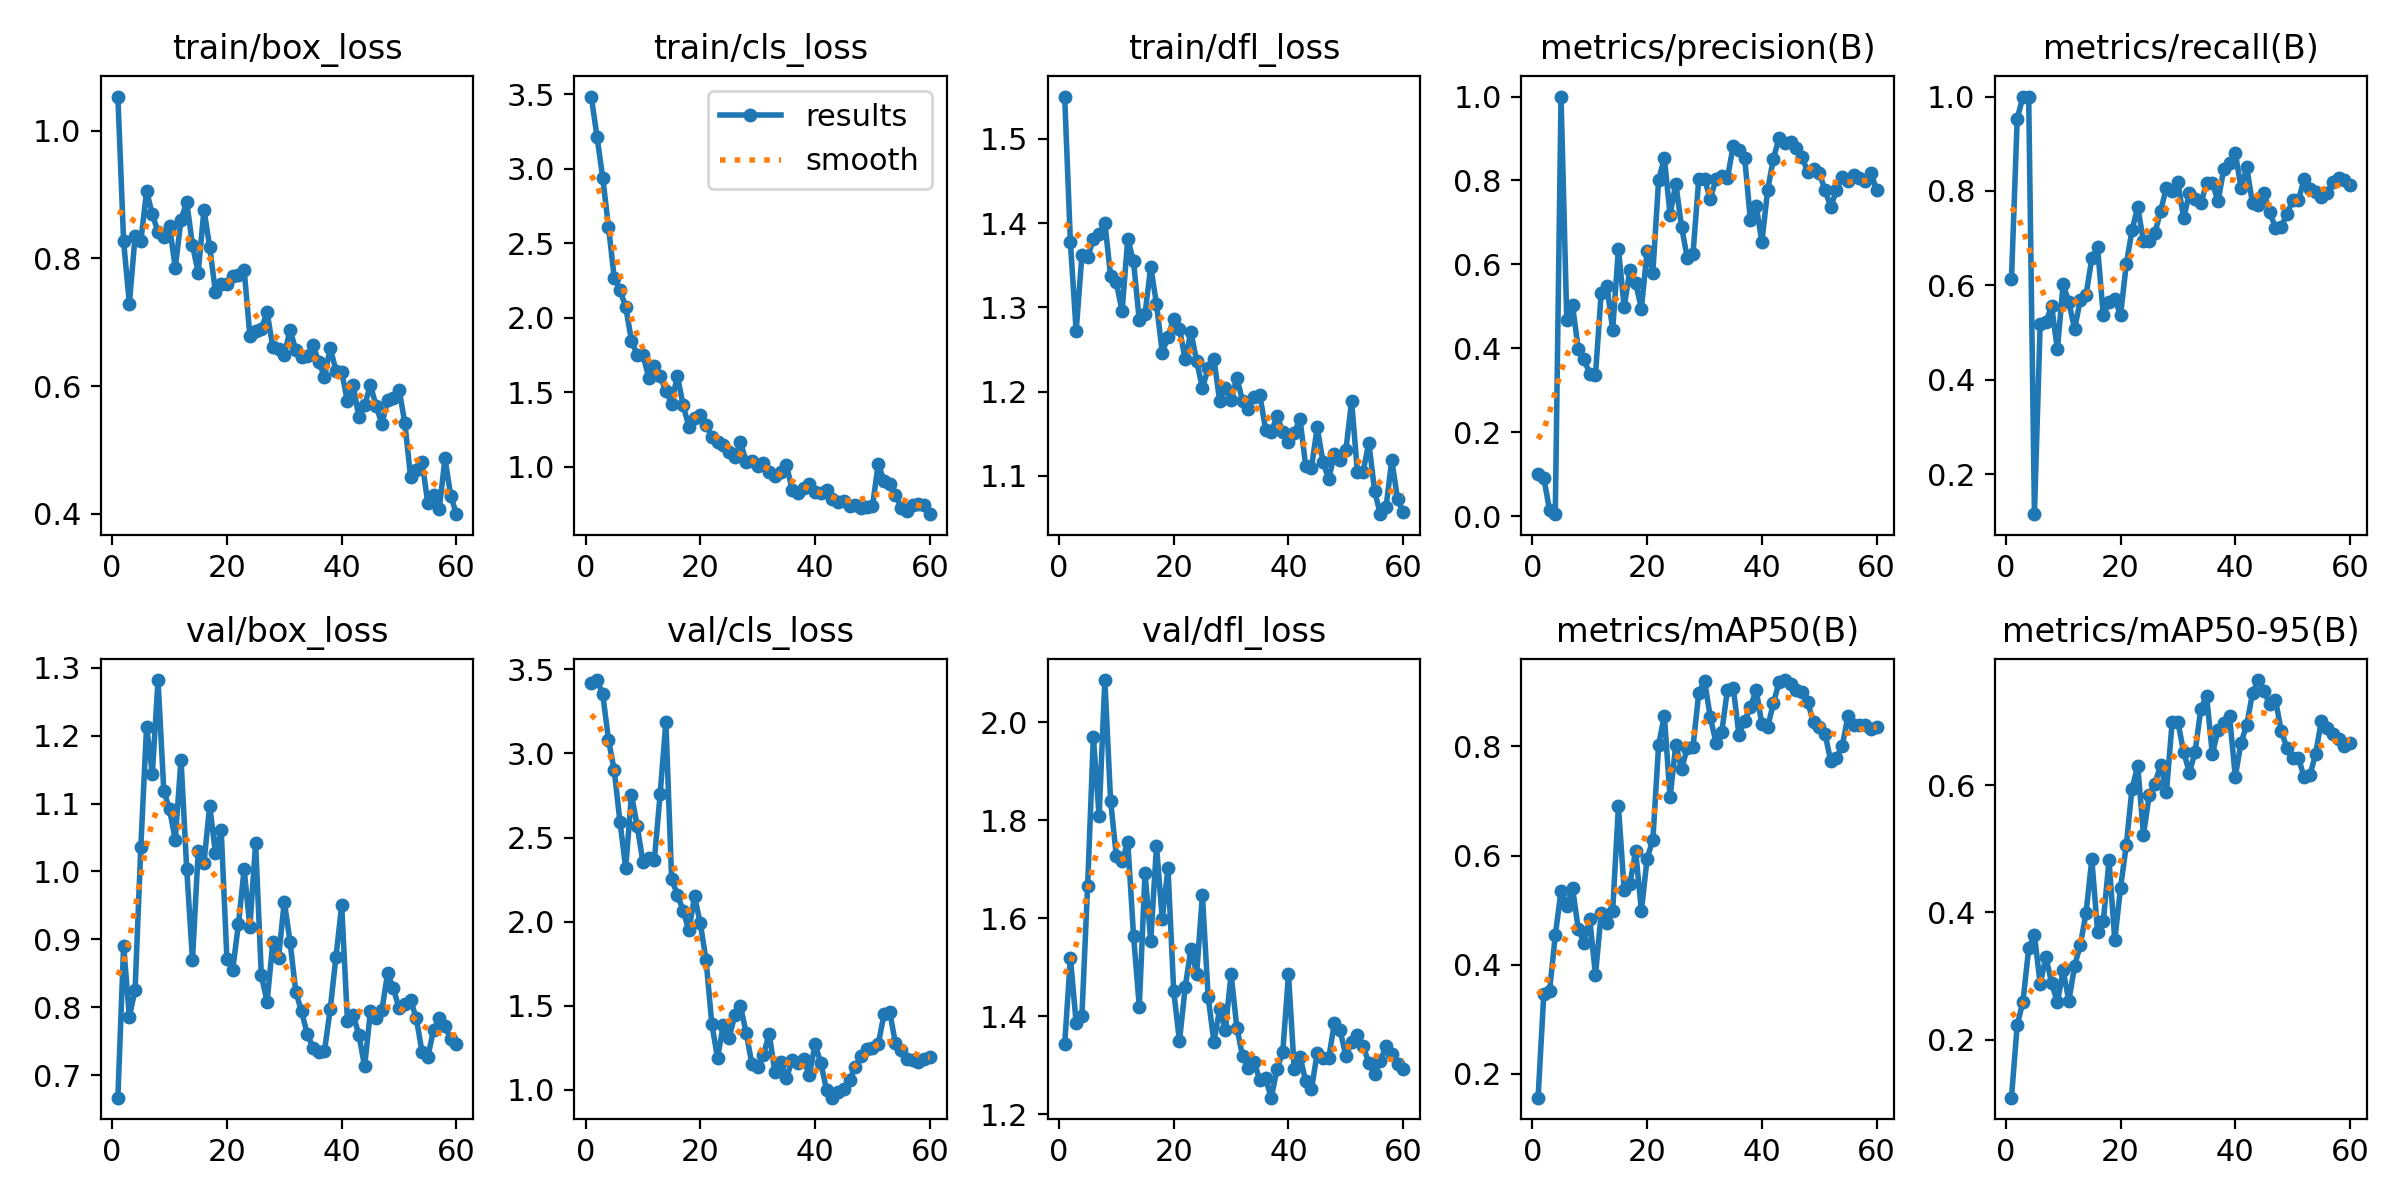 train/box_loss
1.0
0.8
0.6
0.4
0 20 40 60
train/cls_loss
results
smooth
3.5
3.0
2.5
2.0
1.5
1.0
0 20 40 60
train/dfl_loss
1.5
1.4
1.3
1.2
1.1
0 20 40 60
metrics/precision(B)
1.0
0.8
0.6
0.4
0.2
0.0
0 20 40 60
metrics/recall(B)
1.0
0.8
0.6
0.4
0.2
0 20 40 60
val/box_loss
1.3
1.2
1.1
1.0
0.9
0.8
0.7
0 20 40 60
val/cls_loss
3.5
3.0
2.5
2.0
1.5
1.0
0 20 40 60
val/dfl_loss
2.0
1.8
1.6
1.4
1.2
0 20 40 60
metrics/mAP50(B)
0.8
0.6
0.4
0.2
0 20 40 60
metrics/mAP50-95(B)
0.6
0.4
0.2
0 20 40 60